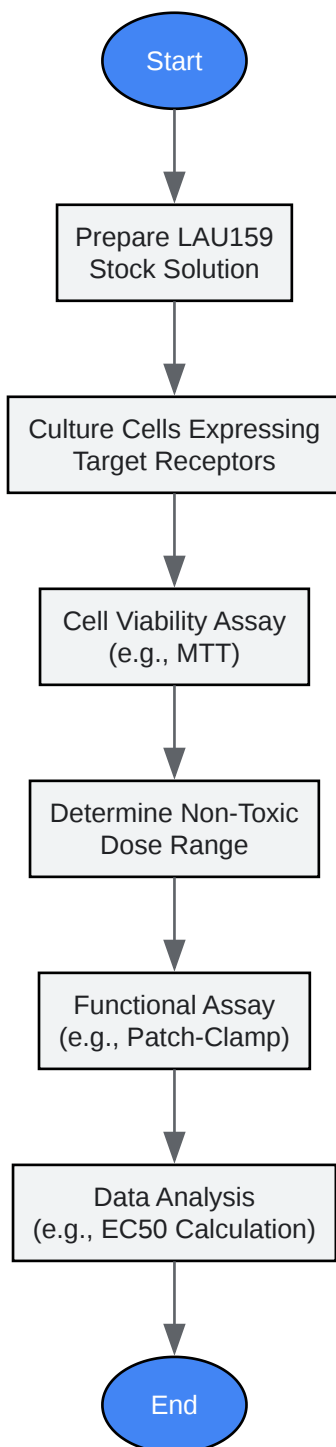 Start
Prepare LAU159
Stock Solution
Culture Cells Expressing
Target Receptors
Cell Viability Assay
(e.g., MTT)
Determine Non-Toxic
Dose Range
Functional Assay
(e.g., Patch-Clamp)
Data Analysis
(e.g., EC50 Calculation)
End